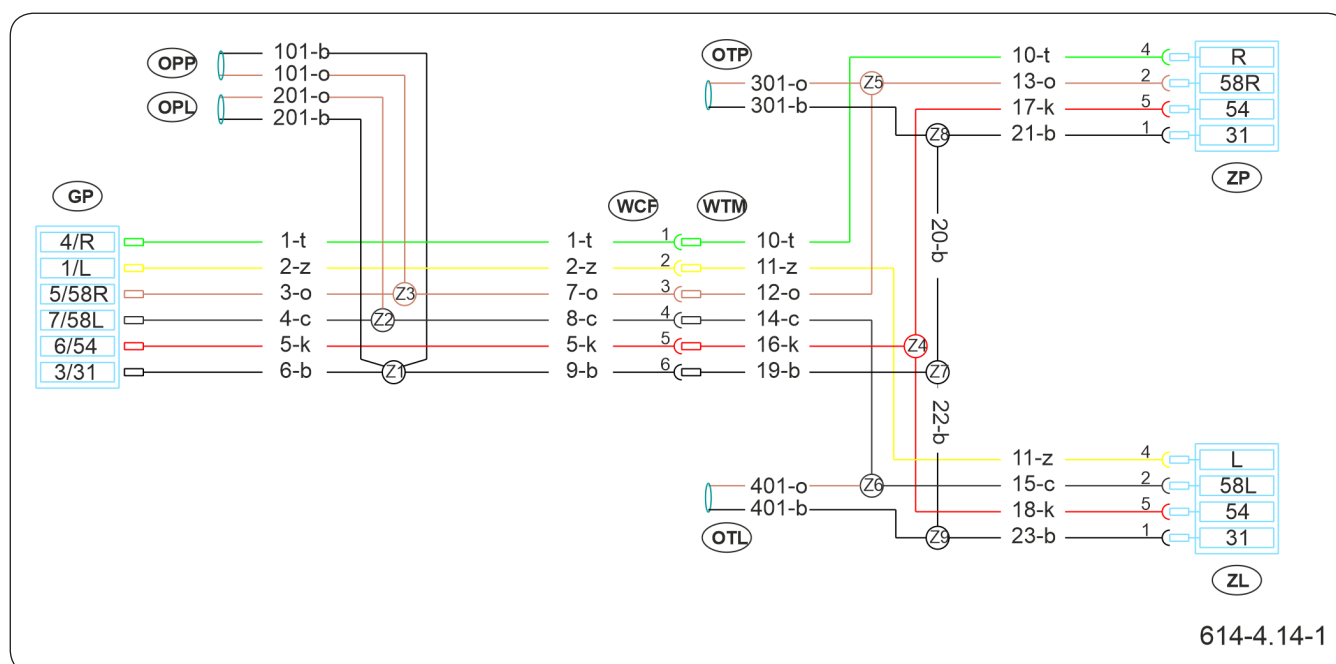 OPP 101-b
101-o
OPL 201-o
201-b
OTP 10-t 4 R
301-o Z5 13-o 2 58R
301-b 17-k 5 54
Z8 21-b 1 31
ZP
GP WCF WTM
20-b
4/R 1-t 1-t 1 10-t
1/L 2-z 2-z 2 11-z
5/58R 3-o Z3 7-o 3 12-o
7/58L 4-c Z2 8-c 4 14-c
6/54 5-k 5-k 5 16-k Z4
3/31 6-b Z1 9-b 6 19-b Z7
22-b
11-z 4 L
401-o Z6 15-c 2 58L
401-b 18-k 5 54
OTL Z9 23-b 1 31
ZL
614-4.14-1